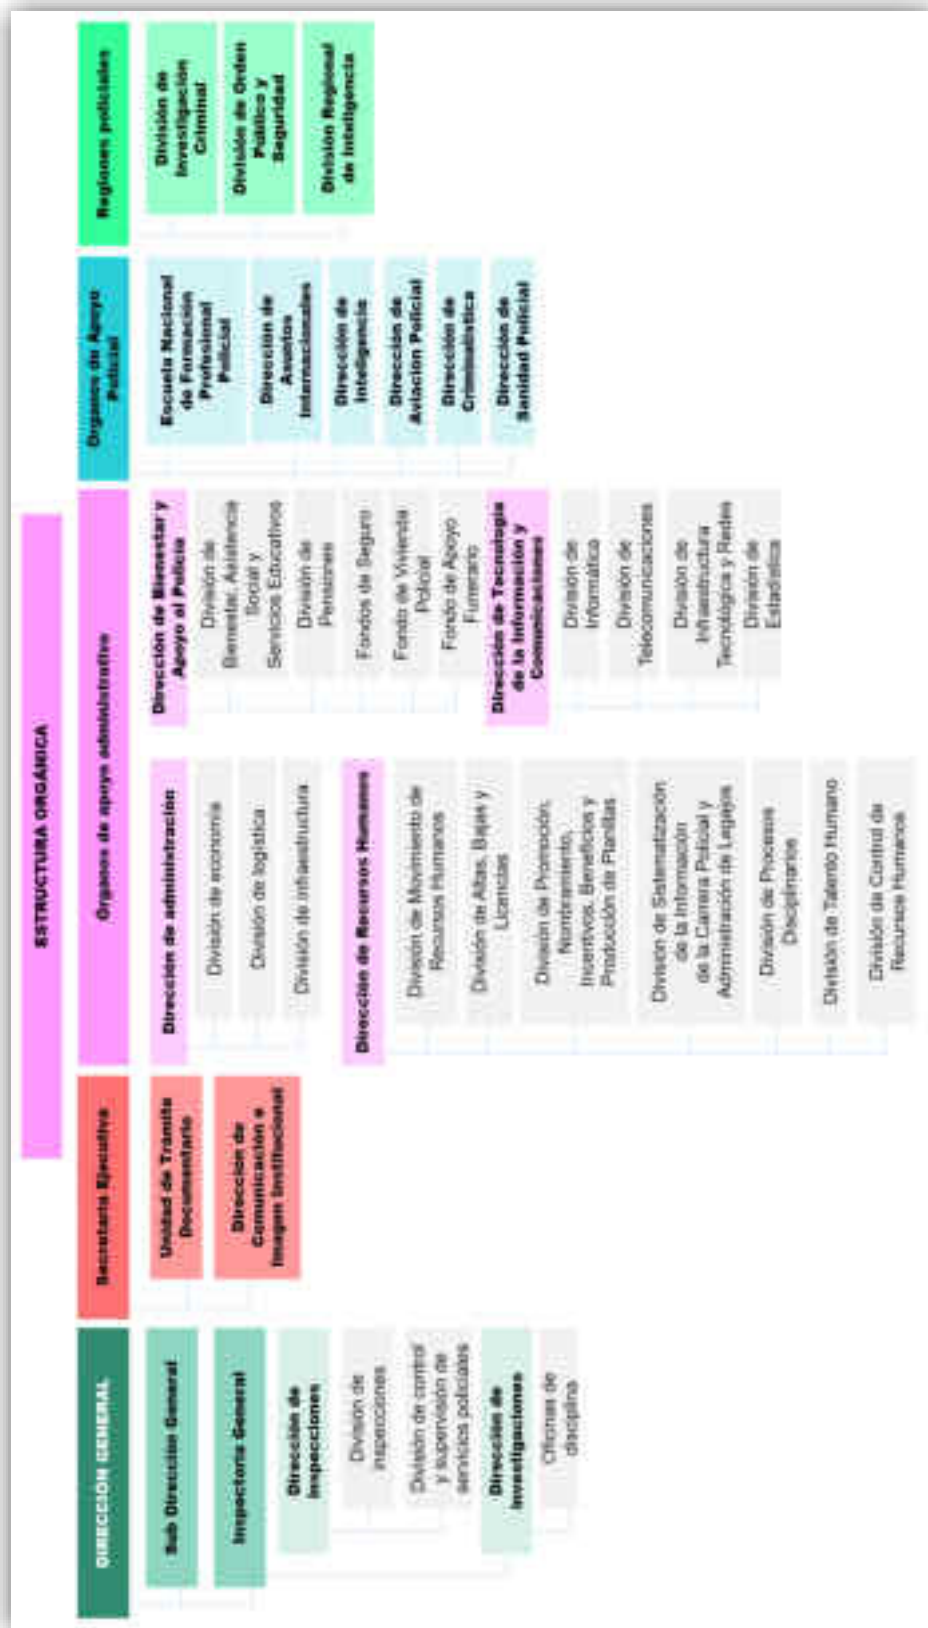 ESTRUCTURA ORGÁNICA
DIRECCIÓN GENERAL
Sub Dirección General
Inspectoría General
Dirección de
Inspecciones
División de
inspecciones
División de control
y supervisión de
servicios policiales
Dirección de
investigaciones
Oficinas de
disciplina
Secretaría Ejecutiva
Unidad de Trámite
Documentario
Dirección de
Comunicación e
Imagen Institucional
Órganos de apoyo administrativo
Dirección de administración
División de economía
División de logística
División de infraestructura
Dirección de Recursos Humanos
División de Movimiento de
Recursos Humanos
División de Altas, Bajas y
Licencias
División de Promoción,
Nombramiento,
Incentivos, Beneficios y
Producción de Planillas
División de Sistematización
de la Información
de la Carrera Policial y
Administración de Legajos
División de Procesos
Disciplinarios
División de Talento Humano
División de Control de
Recursos Humanos
Dirección de Bienestar y
Apoyo al Policía
División de
Bienestar, Asistencia
Social y
Servicios Educativos
División de
Pensiones
Fondos de Seguro
Fondo de Vivienda
Policial
Fondo de Apoyo
Funerario
Dirección de Tecnología
de la Información y
Comunicaciones
División de
Informática
División de
Telecomunicaciones
División de
Infraestructura
Tecnológica y Redes
División de
Estadística
Órganos de Apoyo
Policial
Escuela Nacional
de Formación
Profesional
Policial
Dirección de
Asuntos
Internacionales
Dirección de
Inteligencia
Dirección de
Aviación Policial
Dirección de
Criminalística
Dirección de
Sanidad Policial
Regiones policiales
División de
Investigación
Criminal
División de Orden
Público y
Seguridad
División Regional
de Inteligencia